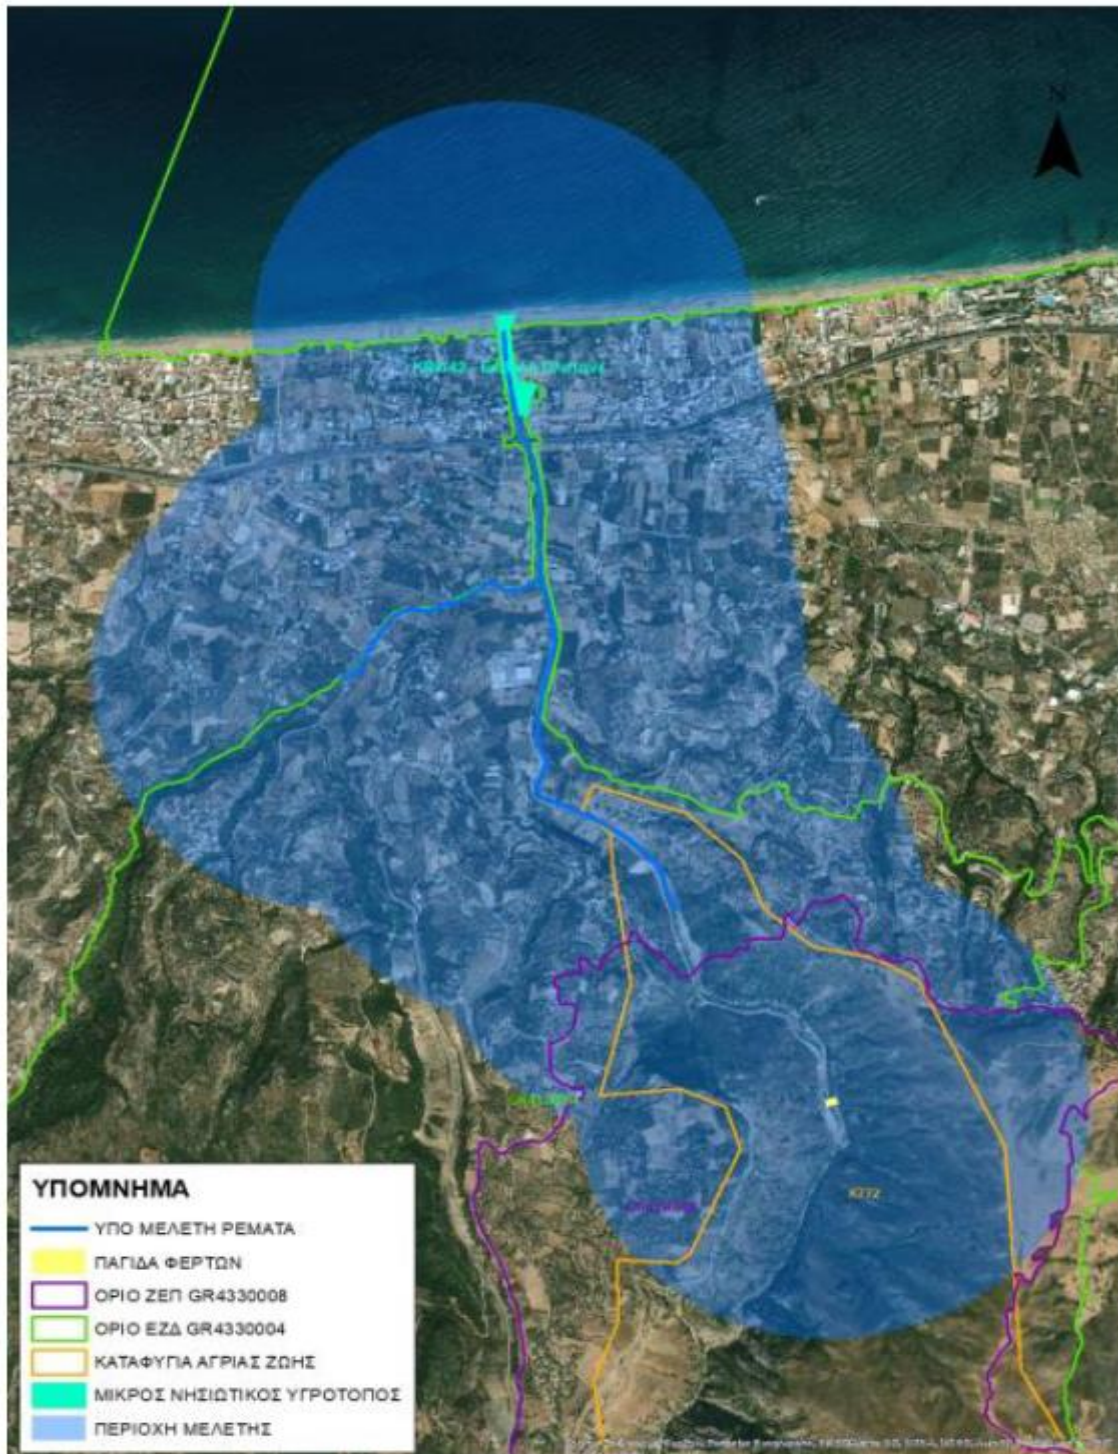 N
ΥΠΟΜΝΗΜΑ
ΥΠΟ ΜΕΛΕΤΗ ΡΕΜΑΤΑ
ΠΑΓΙΔΑ ΦΕΡΤΩΝ
ΟΡΙΟ ΖΕΠ GR4330008
ΟΡΙΟ ΕΖΔ GR4330004
ΚΑΤΑΦΥΓΙΑ ΑΓΡΙΑΣ ΖΩΗΣ
ΜΙΚΡΟΣ ΝΗΣΙΩΤΙΚΟΣ ΥΓΡΟΤΟΠΟΣ
ΠΕΡΙΟΧΗ ΜΕΛΕΤΗΣ
K272